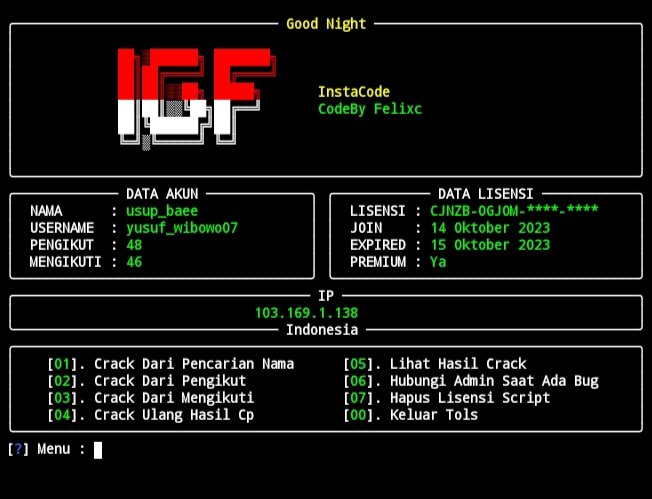 Good Night
IGF
InstaCode
CodeBy Felixc
DATA AKUN
NAMA : usup_baee
USERNAME : yusuf_wibowo07
PENGIKUT : 48
MENGIKUTI : 46
DATA LISENSI
LISENSI : CJNZB-OGJOM-****-****
JOIN : 14 Oktober 2023
EXPIRED : 15 Oktober 2023
PREMIUM : Ya
IP
103.169.1.138
Indonesia
[01]. Crack Dari Pencarian Nama
[02]. Crack Dari Pengikut
[03]. Crack Dari Mengikuti
[04]. Crack Ulang Hasil Cp
[05]. Lihat Hasil Crack
[06]. Hubungi Admin Saat Ada Bug
[07]. Hapus Lisensi Script
[00]. Keluar Tols
[?] Menu :